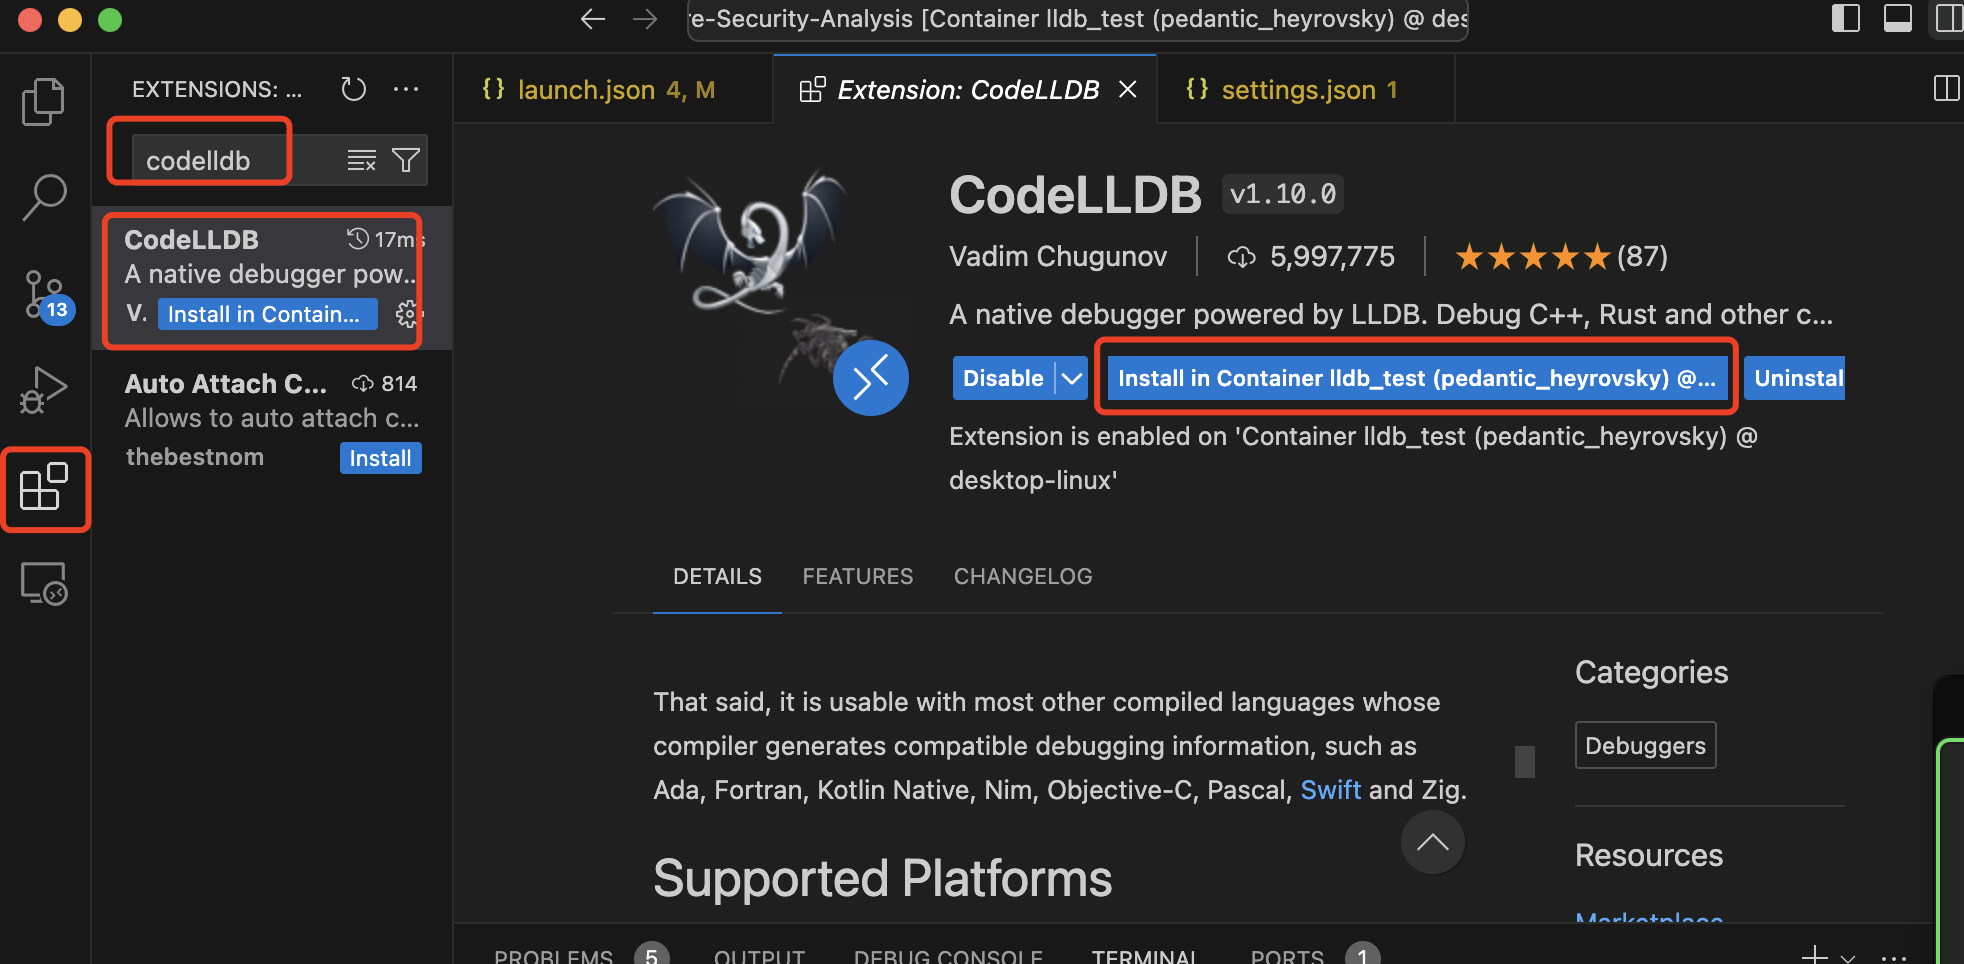 re-Security-Analysis [Container lldb_test (pedantic_heyrovsky) @ des
EXTENSIONS: ...
codelldb
CodeLLDB 17ms
A native debugger pow...
V. Install in Contain...
Auto Attach C... 814
Allows to auto attach c...
thebestnom Install
13
{} launch.json 4, M
Extension: CodeLLDB
{} settings.json 1
CodeLLDB v1.10.0
Vadim Chugunov 5,997,775 (87)
A native debugger powered by LLDB. Debug C++, Rust and other c...
Disable Install in Container lldb_test (pedantic_heyrovsky) @... Uninstal
Extension is enabled on 'Container lldb_test (pedantic_heyrovsky) @
desktop-linux'
DETAILS FEATURES CHANGELOG
That said, it is usable with most other compiled languages whose
compiler generates compatible debugging information, such as
Ada, Fortran, Kotlin Native, Nim, Objective-C, Pascal, Swift and Zig.
Supported Platforms
Categories
Debuggers
Resources
Marketplace
PROBLEMS 5 OUTPUT DEBUG CONSOLE TERMINAL PORTS 1